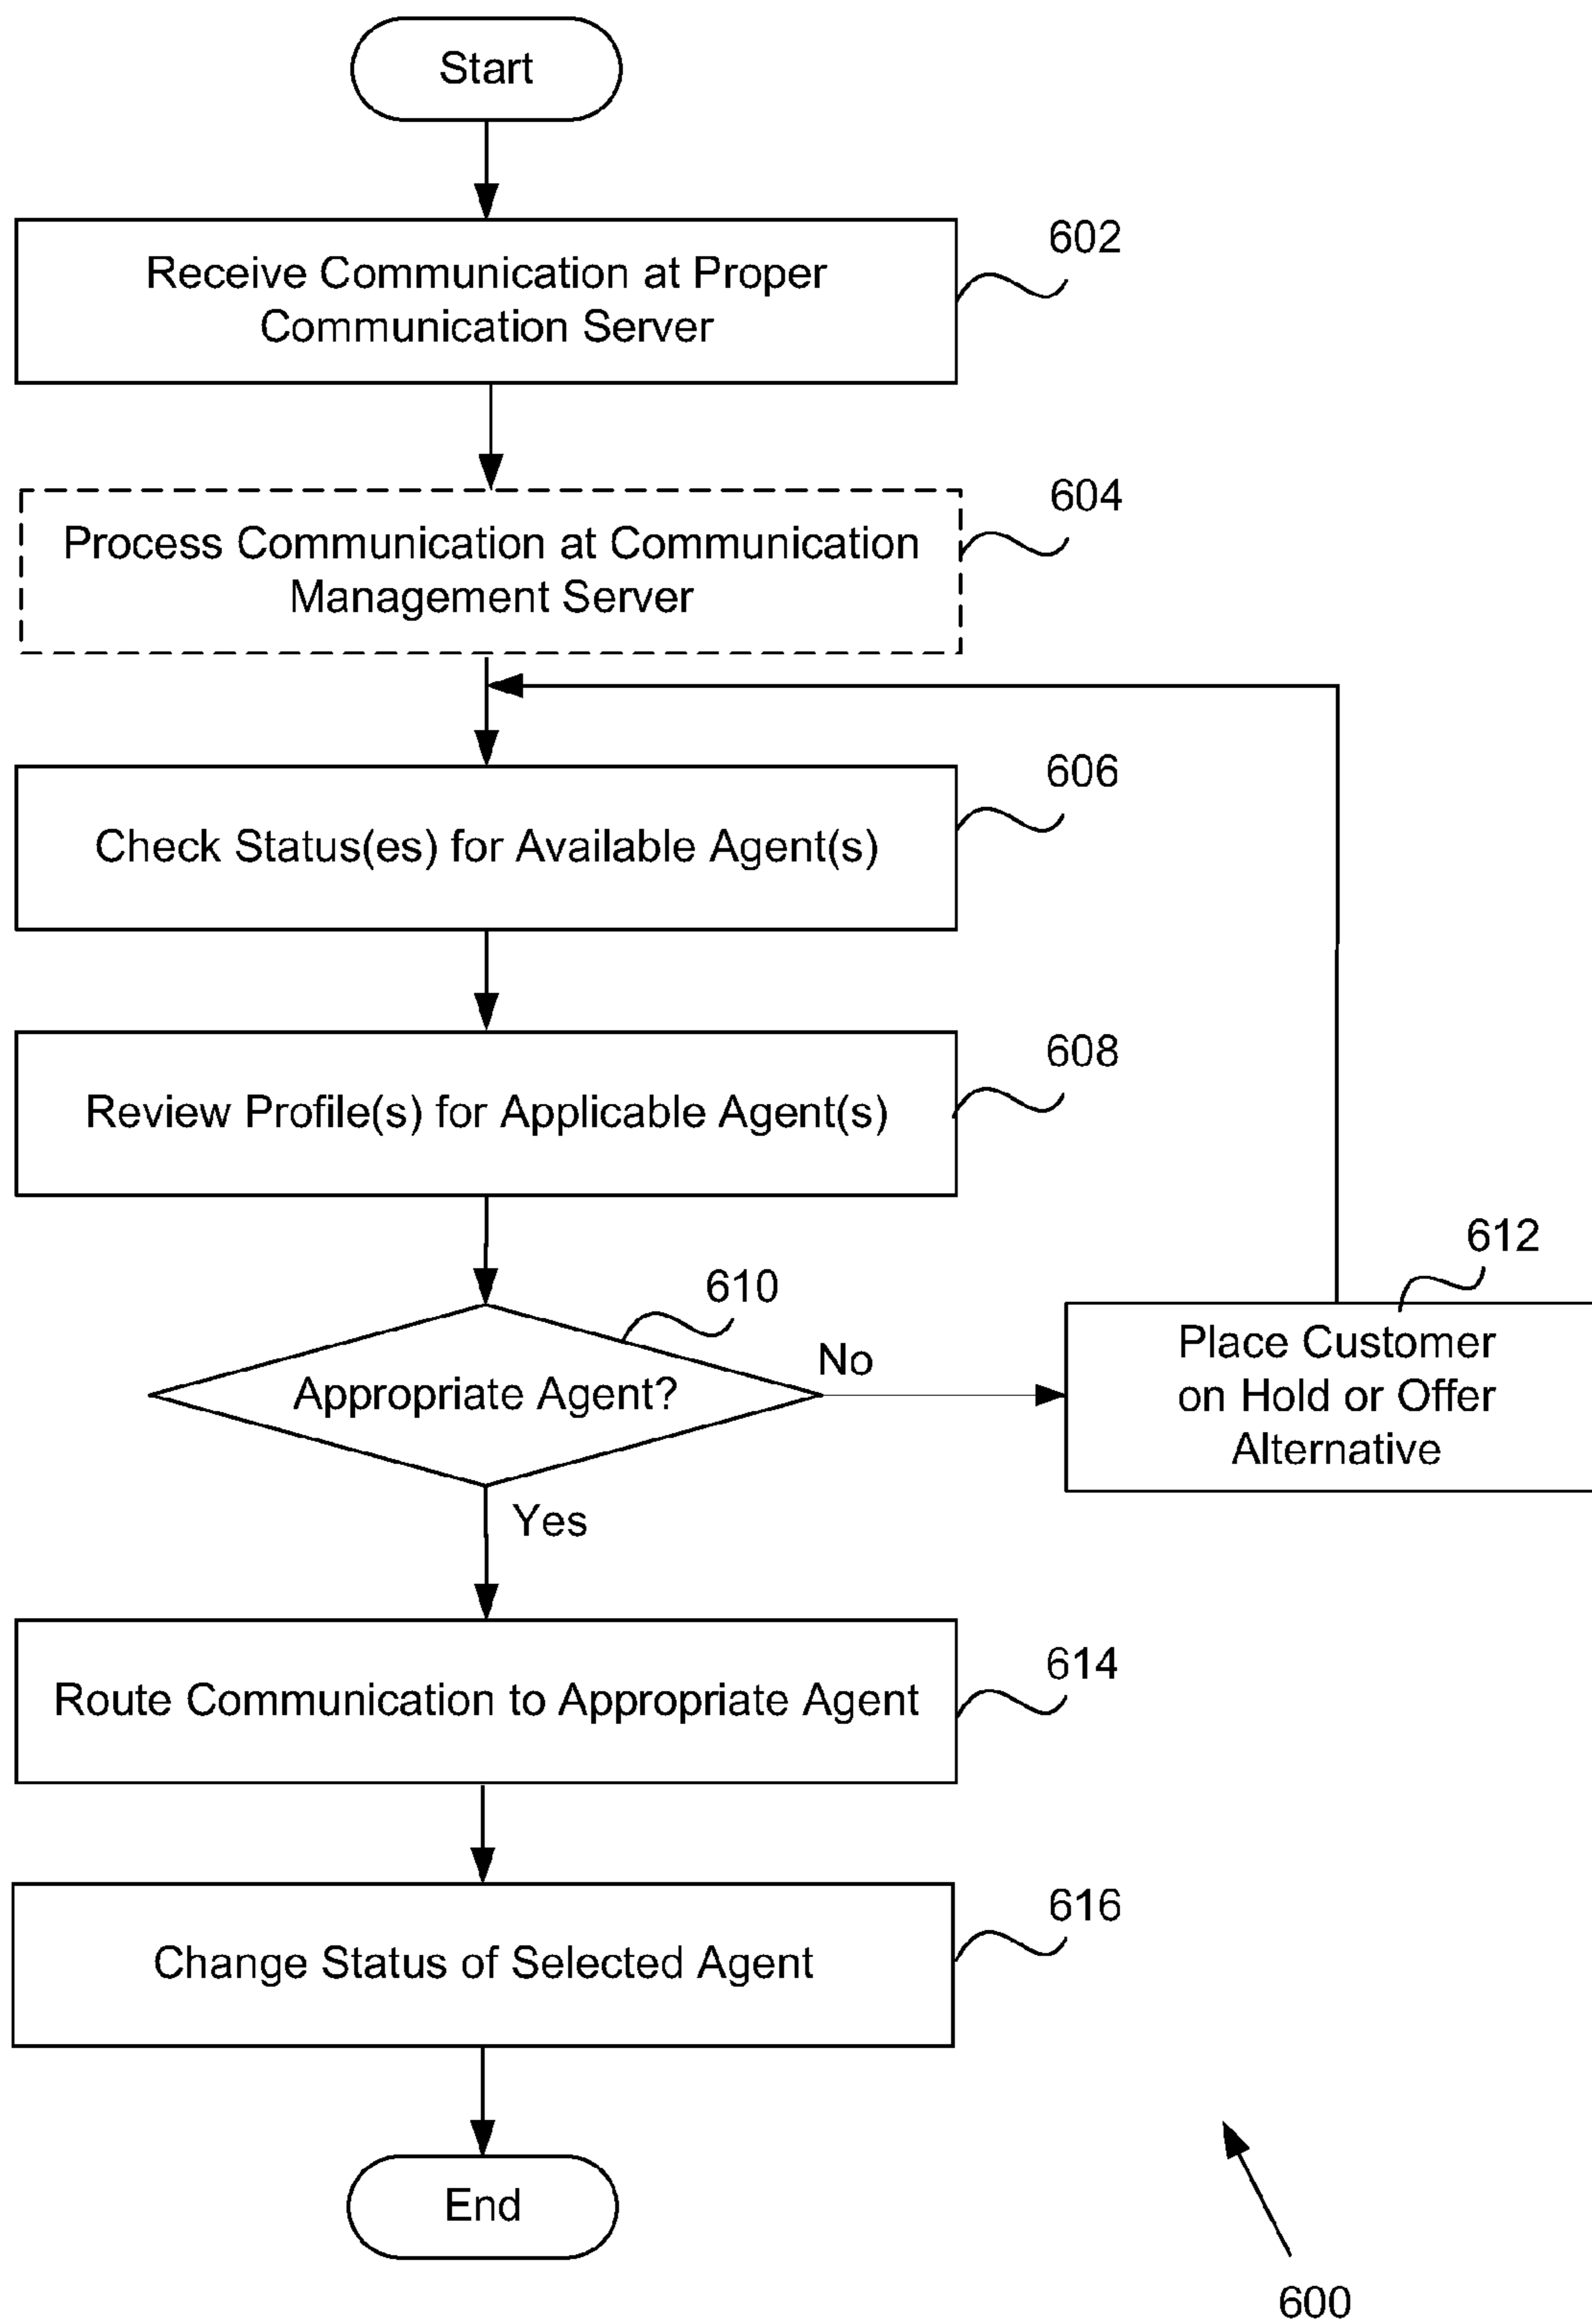 Start
602
Receive Communication at Proper
Communication Server
604
Process Communication at Communication
Management Server
606
Check Status(es) for Available Agent(s)
608
Review Profile(s) for Applicable Agent(s)
610
Appropriate Agent?
No
612
Place Customer
on Hold or Offer
Alternative
Yes
614
Route Communication to Appropriate Agent
616
Change Status of Selected Agent
End
600